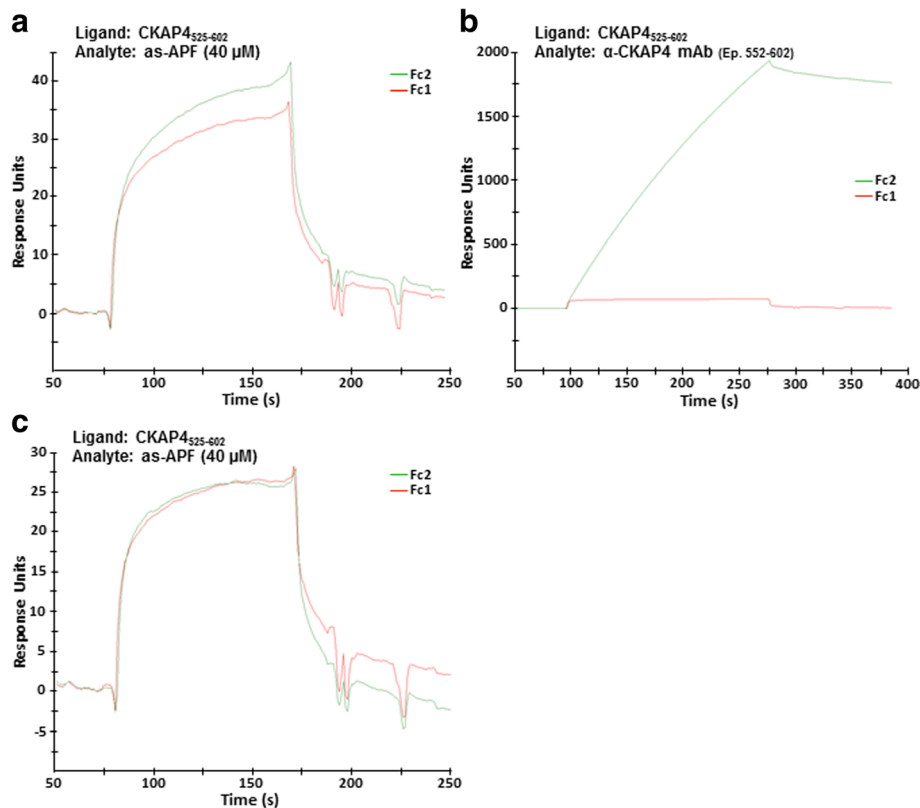 a
Ligand: CKAP4525-602
Analyte: as-APF (40 µM)
Fc2
Fc1
Response Units
40
30
20
10
0
50
100
150
200
250
Time (s)
b
Ligand: CKAP4525-602
Analyte: α-CKAP4 mAb (Ep. 552-602)
Fc2
Fc1
Response Units
2000
1500
1000
500
0
50
100
150
200
250
300
350
400
Time (s)
c
Ligand: CKAP4525-602
Analyte: as-APF (40 µM)
Fc2
Fc1
Response Units
30
25
20
15
10
5
0
-5
50
100
150
200
250
Time (s)